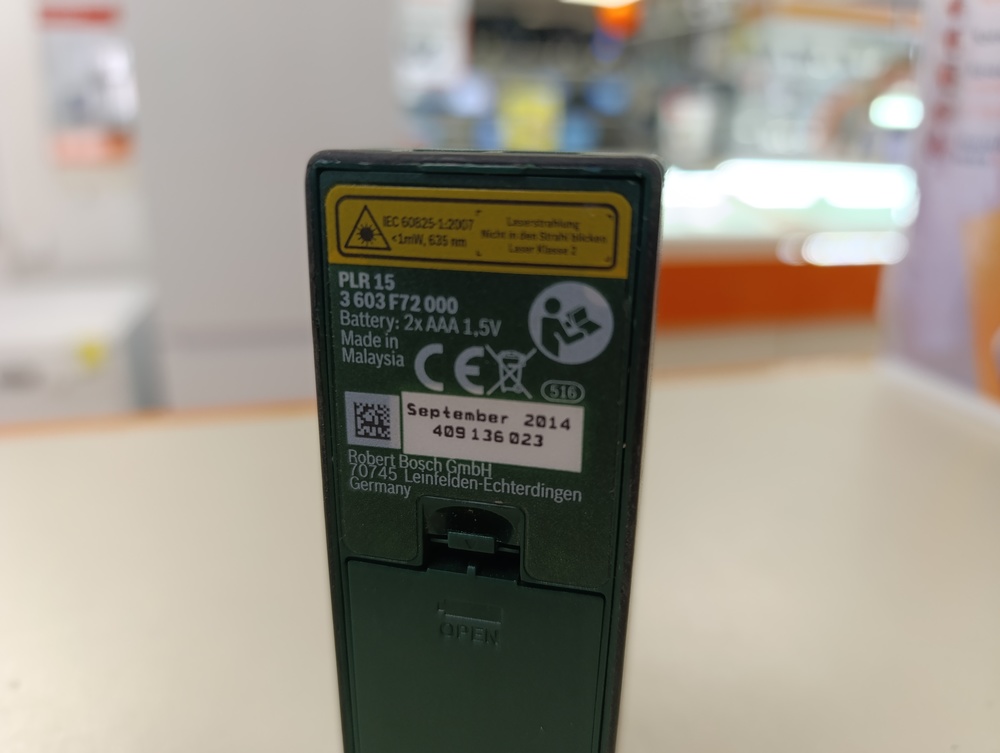 IEC 60825-1:2007
<1mW, 635 nm
Laserstrahlung
Nicht in den Strahl blicken
Laser Klasse 2
PLR 15
3 603 F72 000
Battery: 2x AAA 1,5V
Made in
Malaysia
CE
516
September 2014
409 136 023
Robert Bosch GmbH
70745 Leinfelden-Echterdingen
Germany
OPEN